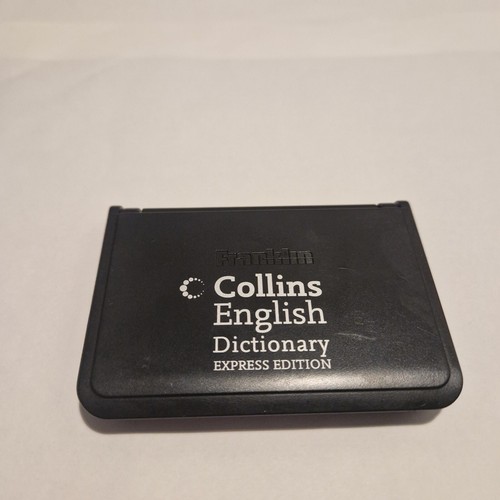 Franklin
Collins
English
Dictionary
EXPRESS EDITION